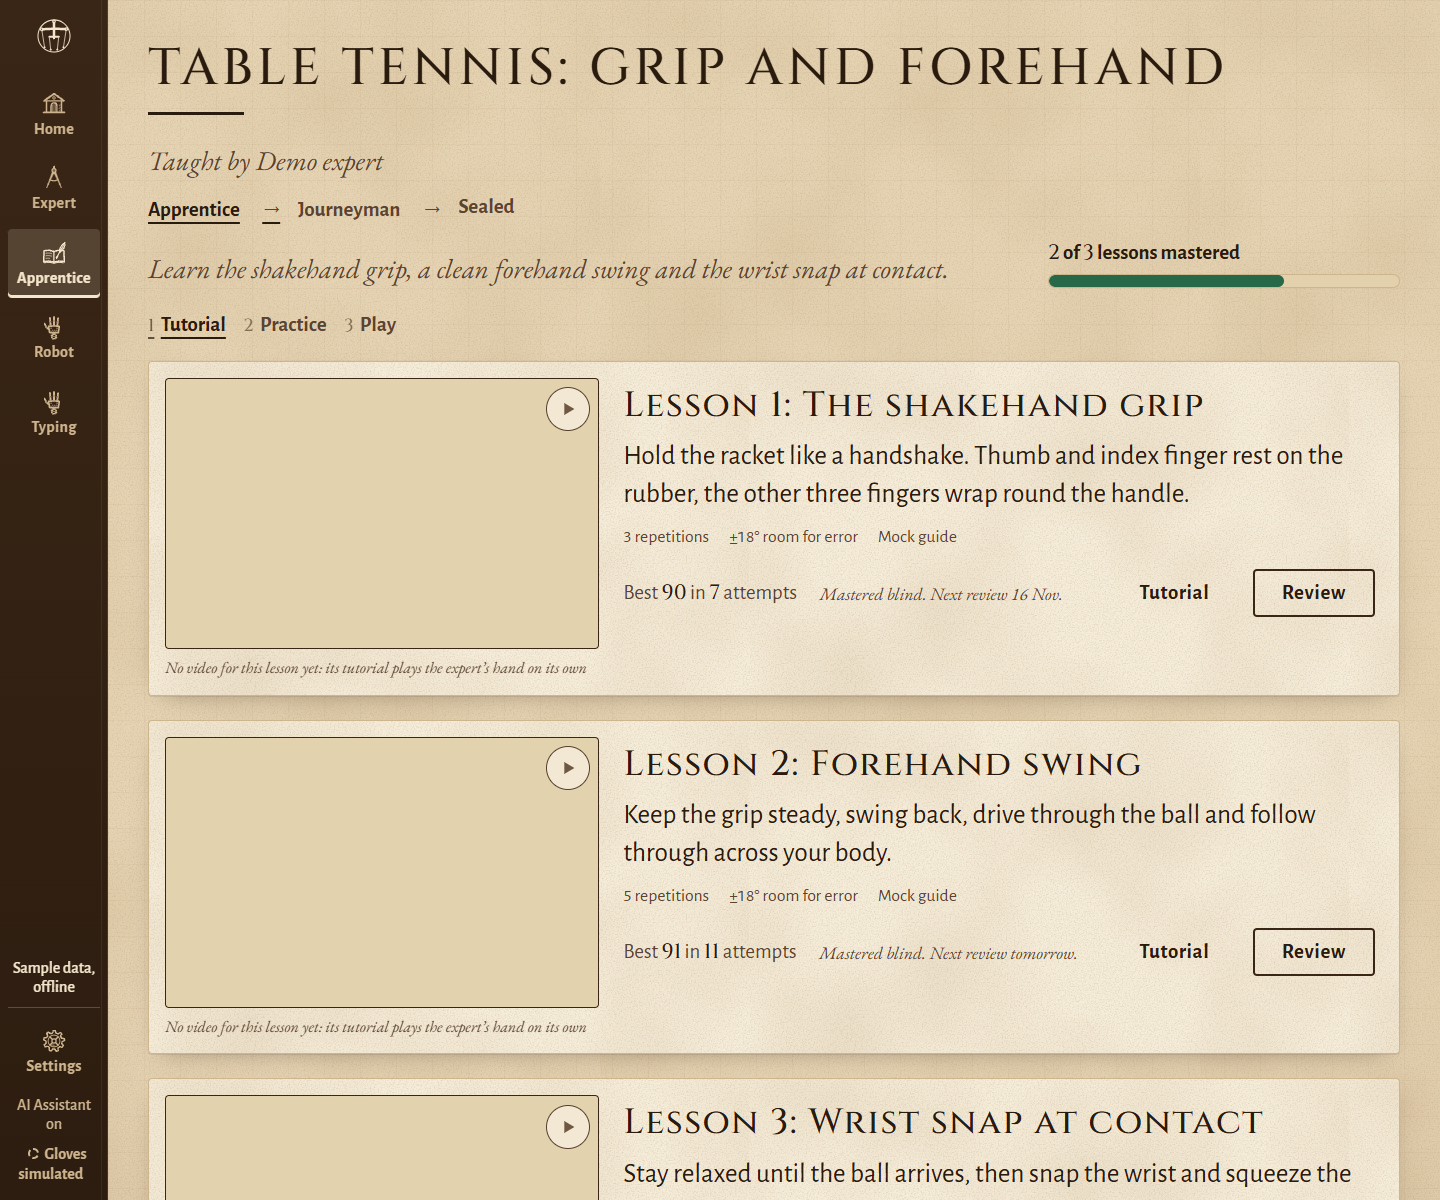 TABLE TENNIS: GRIP AND FOREHAND
Home
Expert
Apprentice
Robot
Typing
Sample data,
offline
Settings
AI Assistant
on
Gloves
simulated
Taught by Demo expert
Apprentice → Journeyman → Sealed
Learn the shakehand grip, a clean forehand swing and the wrist snap at contact.
2 of 3 lessons mastered
1 Tutorial 2 Practice 3 Play
Lesson 1: The shakehand grip
Hold the racket like a handshake. Thumb and index finger rest on the
rubber, the other three fingers wrap round the handle.
3 repetitions ±18° room for error Mock guide
Best 90 in 7 attempts Mastered blind. Next review 16 Nov. Tutorial Review
No video for this lesson yet: its tutorial plays the expert’s hand on its own
Lesson 2: Forehand swing
Keep the grip steady, swing back, drive through the ball and follow
through across your body.
5 repetitions ±18° room for error Mock guide
Best 91 in 11 attempts Mastered blind. Next review tomorrow. Tutorial Review
No video for this lesson yet: its tutorial plays the expert’s hand on its own
Lesson 3: Wrist snap at contact
Stay relaxed until the ball arrives, then snap the wrist and squeeze the